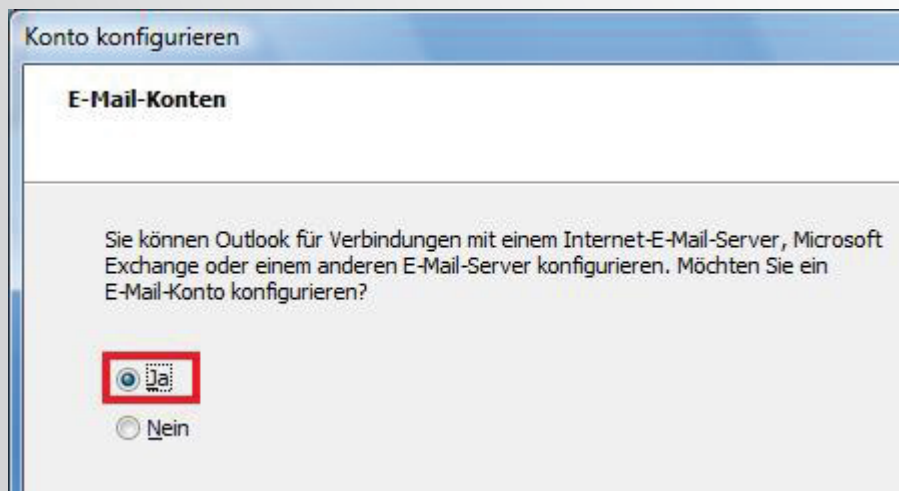 Konto konfigurieren
E-Mail-Konten
Sie können Outlook für Verbindungen mit einem Internet-E-Mail-Server, Microsoft
Exchange oder einem anderen E-Mail-Server konfigurieren. Möchten Sie ein
E-Mail-Konto konfigurieren?
Ja
Nein